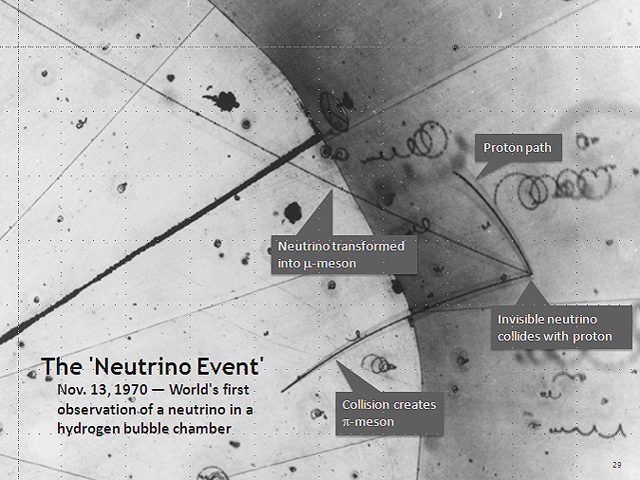 Proton path
Neutrino transformed
into μ-meson
Invisible neutrino
collides with proton
The 'Neutrino Event'
Nov. 13, 1970 — World's first
observation of a neutrino in a
hydrogen bubble chamber
Collision creates
π-meson
29